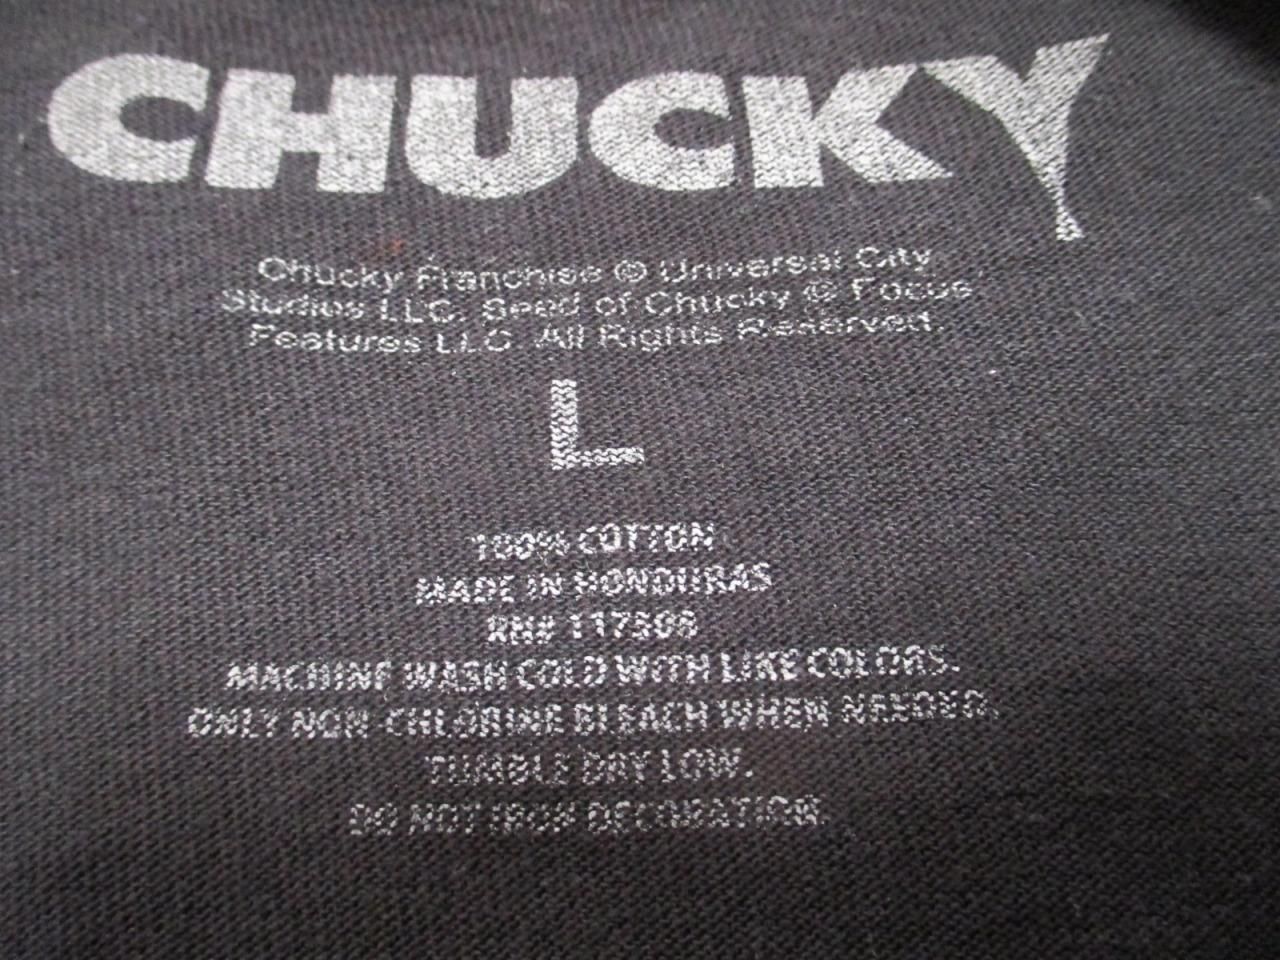 CHUCKY
Chucky Franchise © Universal City
Studios LLC. Seed of Chucky © Focus
Features LLC. All Rights Reserved.
L
100% COTTON
MADE IN HONDURAS
RN# 117508
MACHINE WASH COLD WITH LIKE COLORS.
ONLY NON-CHLORINE BLEACH WHEN NEEDED.
TUMBLE DRY LOW.
DO NOT IRON DECORATION.